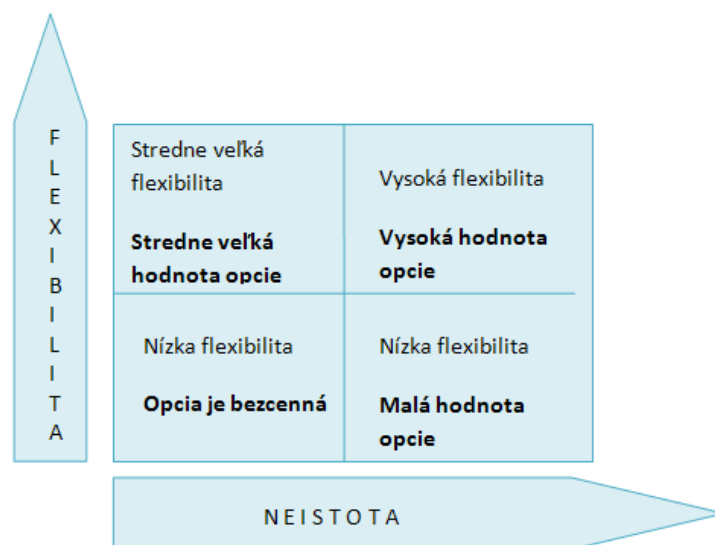 F
L
E
X
I
B
I
L
I
T
A
Stredne veľká
flexibilita
Stredne veľká
hodnota opcie
Vysoká flexibilita
Vysoká hodnota
opcie
Nízka flexibilita
Opcia je bezcenná
Nízka flexibilita
Malá hodnota
opcie
NEISTOTA